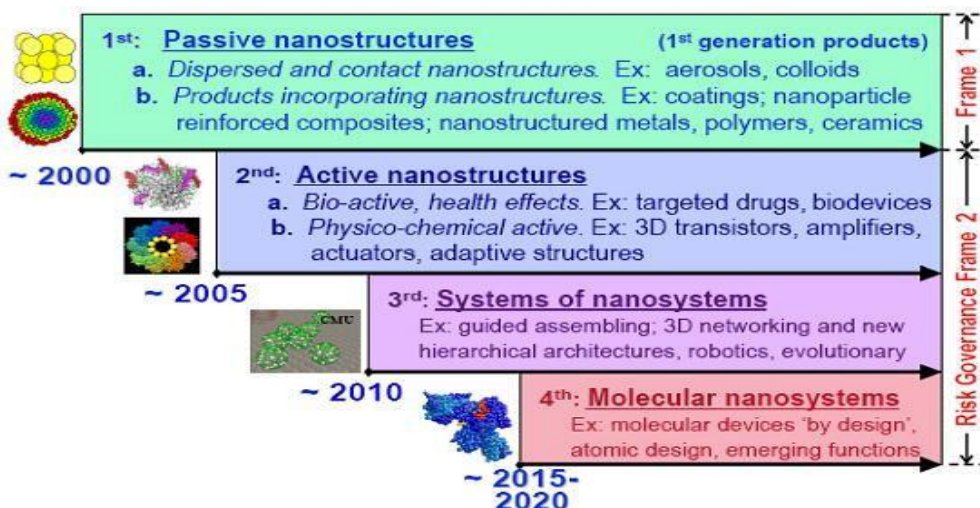 1st: Passive nanostructures (1st generation products)
a. Dispersed and contact nanostructures. Ex: aerosols, colloids
b. Products incorporating nanostructures. Ex: coatings; nanoparticle
reinforced composites; nanostructured metals, polymers, ceramics
~ 2000
2nd: Active nanostructures
a. Bio-active, health effects. Ex: targeted drugs, biodevices
b. Physico-chemical active. Ex: 3D transistors, amplifiers,
actuators, adaptive structures
~ 2005
CMU
3rd: Systems of nanosystems
Ex: guided assembling; 3D networking and new
hierarchical architectures, robotics, evolutionary
~ 2010
4th: Molecular nanosystems
Ex: molecular devices 'by design',
atomic design, emerging functions
~ 2015-
2020
Frame 1
Risk Governance Frame 2